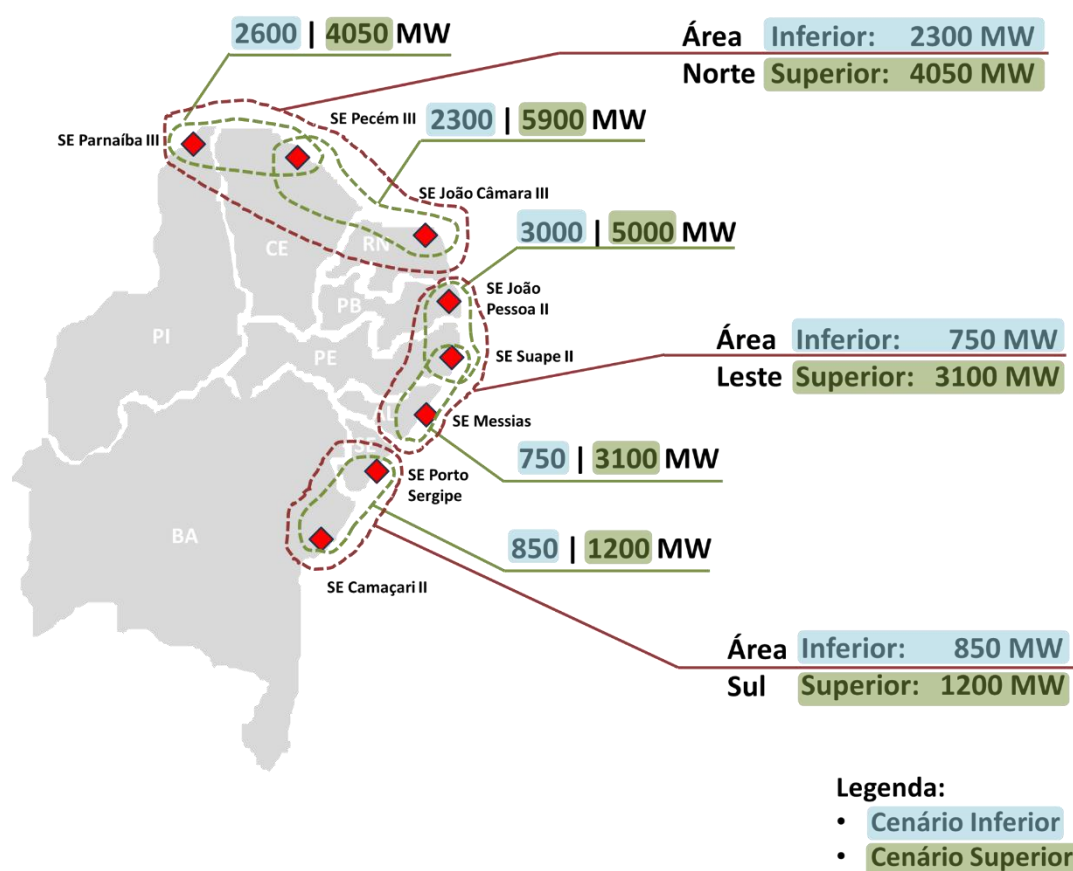 2600 | 4050 MW
Área Inferior: 2300 MW
Norte Superior: 4050 MW
SE Pecém III
2300 | 5900 MW
SE Parnaíba III
SE João Câmara III
3000 | 5000 MW
RN
CE
SE João
Pessoa II
PB
PI
PE
SE Suape II
Área Inferior: 750 MW
Leste Superior: 3100 MW
AL
SE Messias
SE
750 | 3100 MW
SE Porto
Sergipe
BA
850 | 1200 MW
SE Camaçari II
Área Inferior: 850 MW
Sul Superior: 1200 MW
Legenda:
• Cenário Inferior
• Cenário Superior